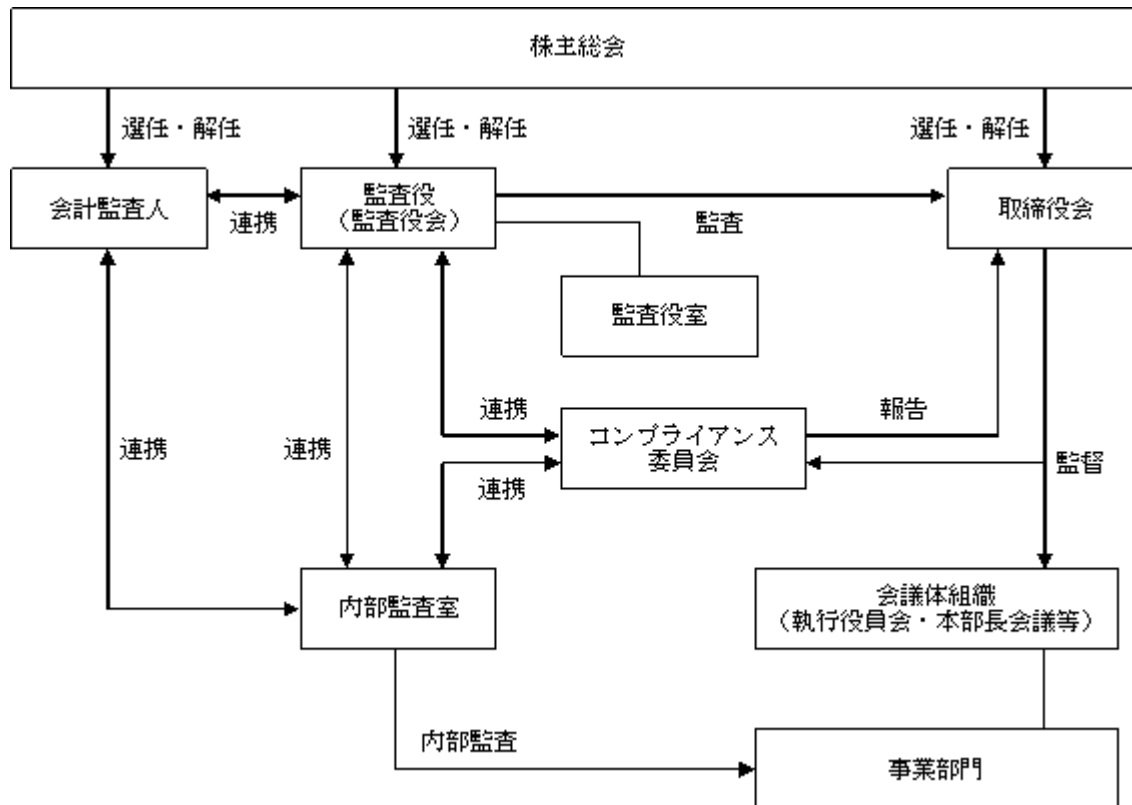 株主総会
選任・解任
選任・解任
選任・解任
会計監査人
連携
監査役
（監査役会）
監査
取締役会
監査役室
連携
連携
連携
コンプライアンス
委員会
報告
連携
監督
内部監査室
会議体組織
（執行役員会・本部長会議等）
内部監査
事業部門